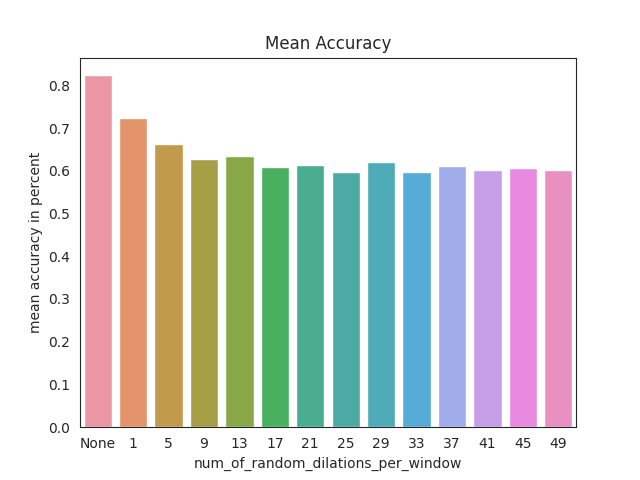 Mean Accuracy
mean accuracy in percent
0.8
0.7
0.6
0.5
0.4
0.3
0.2
0.1
0.0
None 1 5 9 13 17 21 25 29 33 37 41 45 49
num_of_random_dilations_per_window